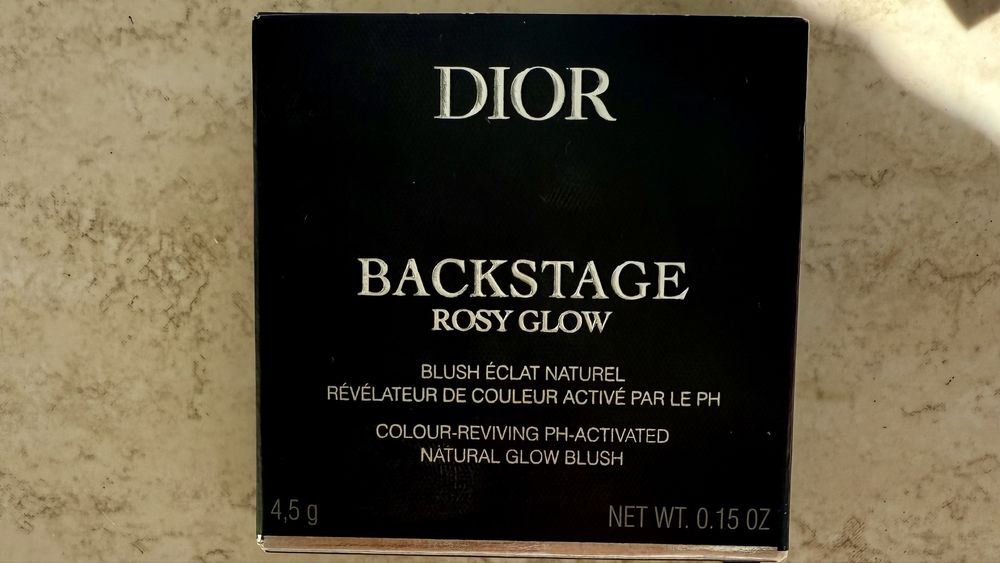 DIOR
BACKSTAGE
ROSY GLOW
BLUSH ÉCLAT NATUREL
RÉVÉLATEUR DE COULEUR ACTIVÉ PAR LE PH
COLOUR-REVIVING PH-ACTIVATED
NATURAL GLOW BLUSH
4,5 g NET WT. 0.15 OZ